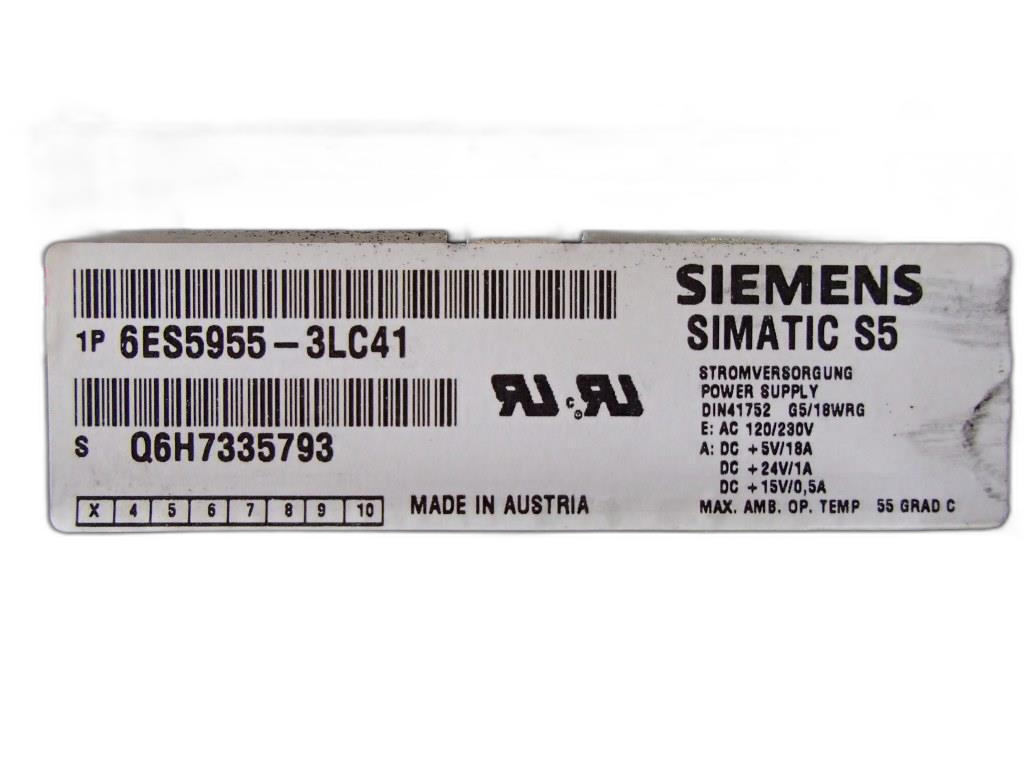 1P 6ES5955-3LC41
S Q6H7335793
X 4 5 6 7 8 9 10
MADE IN AUSTRIA
SIEMENS
SIMATIC S5
STROMVERSORGUNG
POWER SUPPLY
DIN41752 G5/18WRG
E: AC 120/230V
A: DC +5V/18A
DC +24V/1A
DC +15V/0,5A
MAX. AMB. OP. TEMP 55 GRAD C